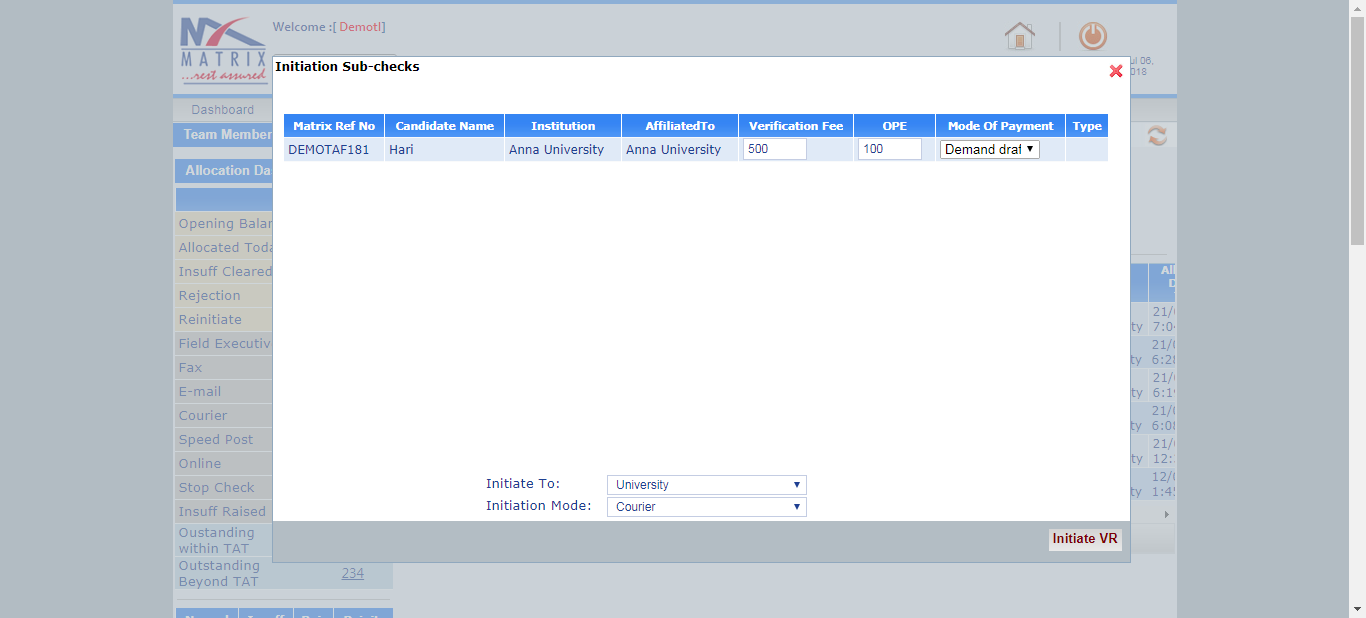 MATRIX
...rest assured
Welcome :[ Demotl]
ul 06,
018
Dashboard
Team Member
Allocation Da
Initiation Sub-checks
Matrix Ref No Candidate Name Institution AffiliatedTo Verification Fee OPE Mode Of Payment Type
DEMOTAF181 Hari Anna University Anna University 500 100 Demand draf
Opening Balan
Allocated Toda
Insuff Cleared
Rejection
Reinitiate
Field Executiv
Fax
E-mail
Courier
Speed Post
Online
Stop Check
Insuff Raised
Oustanding
within TAT
Outstanding
Beyond TAT 234
Initiate To: University
Initiation Mode: Courier
Initiate VR
All
D
21/
ty 7:0
21/
ty 6:28
21/
ty 6:1
21/
ty 6:08
21/
ty 12:
12/
ty 1:4